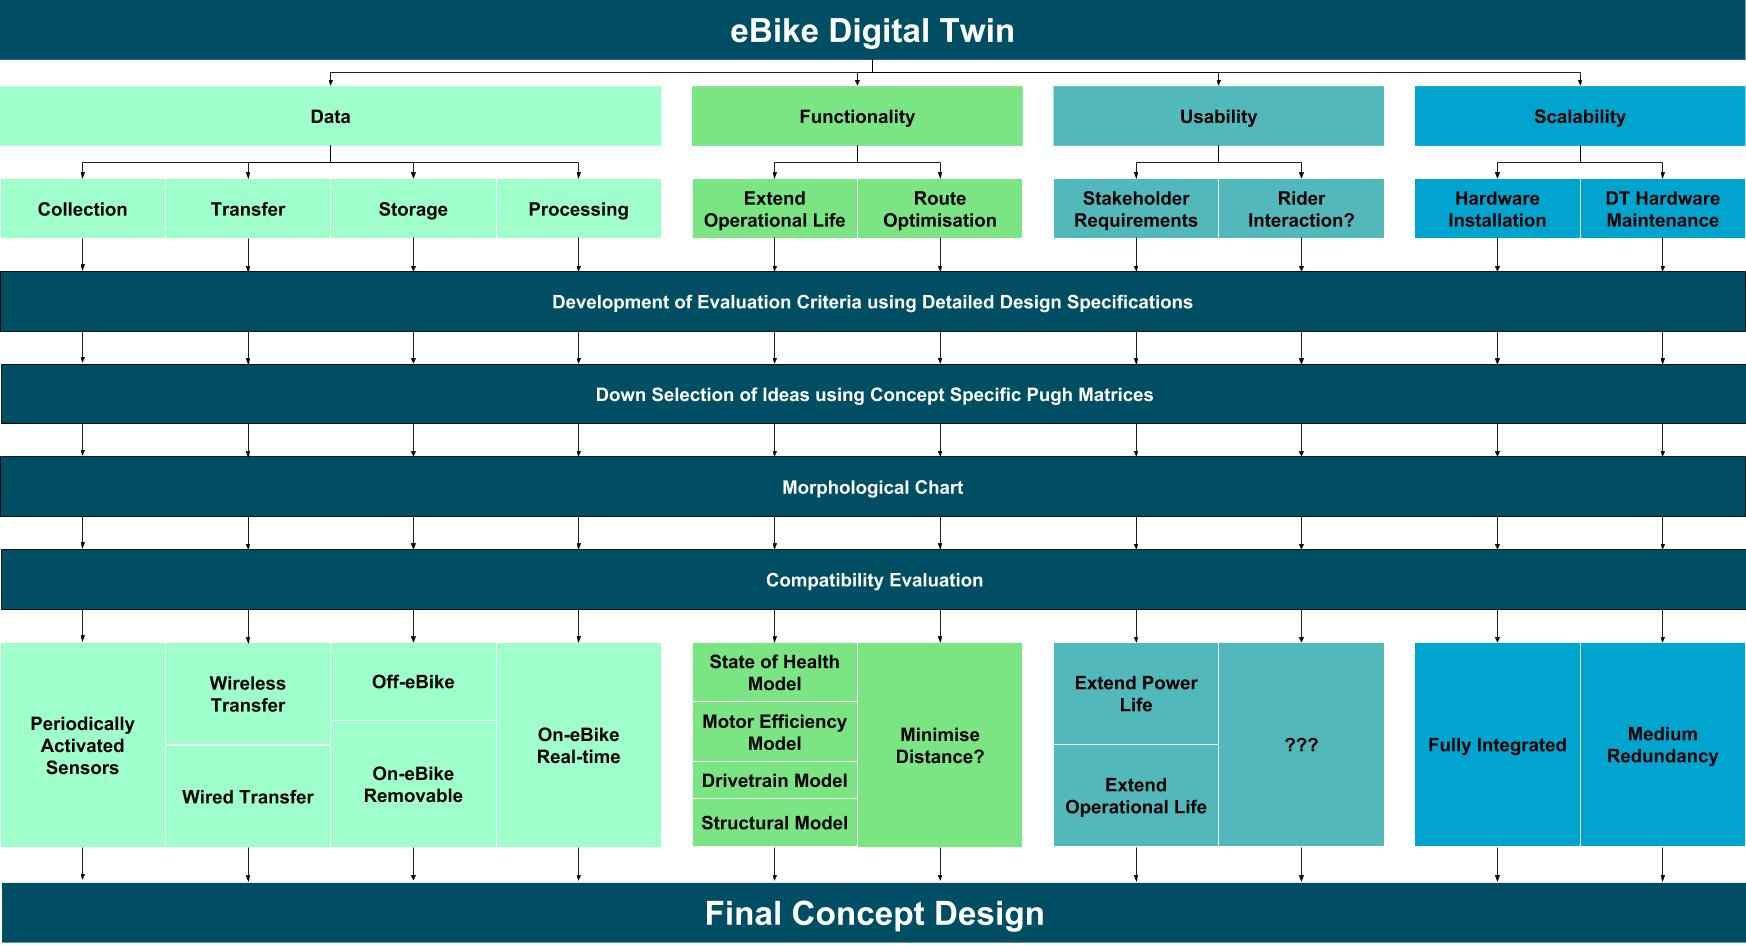 eBike Digital Twin
Data
Functionality
Usability
Scalability
Collection
Transfer
Storage
Processing
Extend
Operational Life
Route
Optimisation
Stakeholder
Requirements
Rider
Interaction?
Hardware
Installation
DT Hardware
Maintenance
Development of Evaluation Criteria using Detailed Design Specifications
Down Selection of Ideas using Concept Specific Pugh Matrices
Morphological Chart
Compatibility Evaluation
Periodically
Activated
Sensors
Wireless
Transfer
Wired Transfer
Off-eBike
On-eBike
Removable
On-eBike
Real-time
State of Health
Model
Motor Efficiency
Model
Drivetrain Model
Structural Model
Minimise
Distance?
Extend Power
Life
Extend
Operational Life
???
Fully Integrated
Medium
Redundancy
Final Concept Design